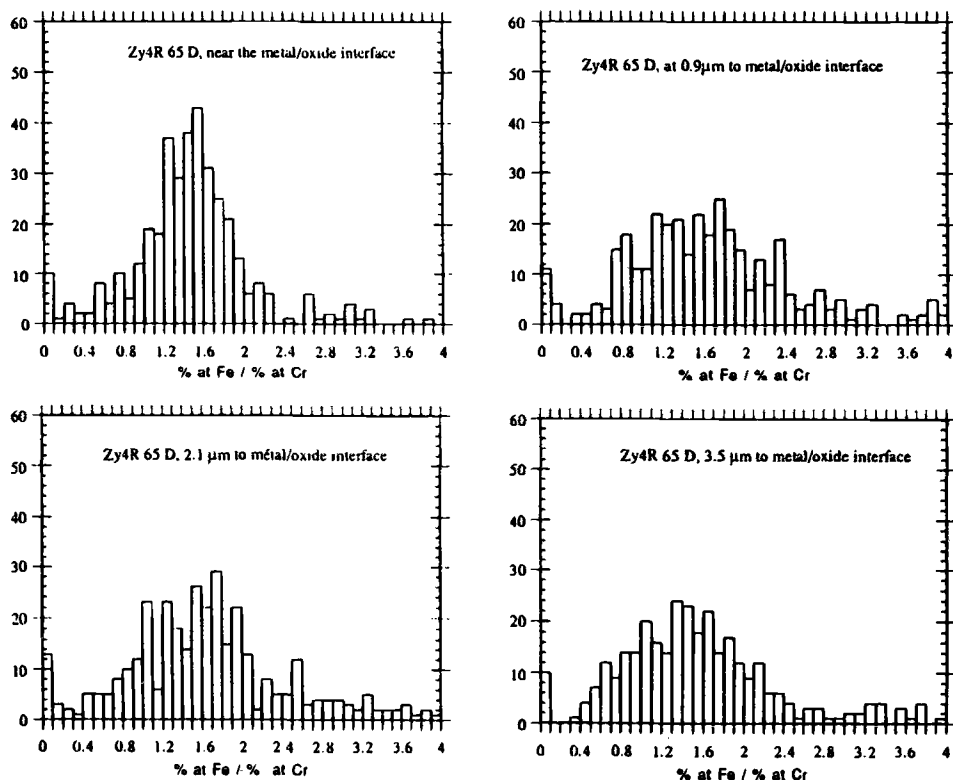 60
50
40
30
20
10
0
Zy4R 65 D, near the metal/oxide interface
0 0.4 0.8 1.2 1.6 2 2.4 2.8 3.2 3.6 4
% at Fe / % at Cr
60
50
40
30
20
10
0
Zy4R 65 D, at 0.9μm to metal/oxide interface
0 0.4 0.8 1.2 1.6 2 2.4 2.8 3.2 3.6 4
% at Fe / % at Cr
60
50
40
30
20
10
0
Zy4R 65 D, 2.1 μm to métal/oxide interface
0 0.4 0.8 1.2 1.6 2 2.4 2.8 3.2 3.6 4
% at Fe / % at Cr
60
50
40
30
20
10
0
Zy4R 65 D, 3.5 μm to metal/oxide interface
0 0.4 0.8 1.2 1.6 2 2.4 2.8 3.2 3.6 4
% at Fe / % at Cr